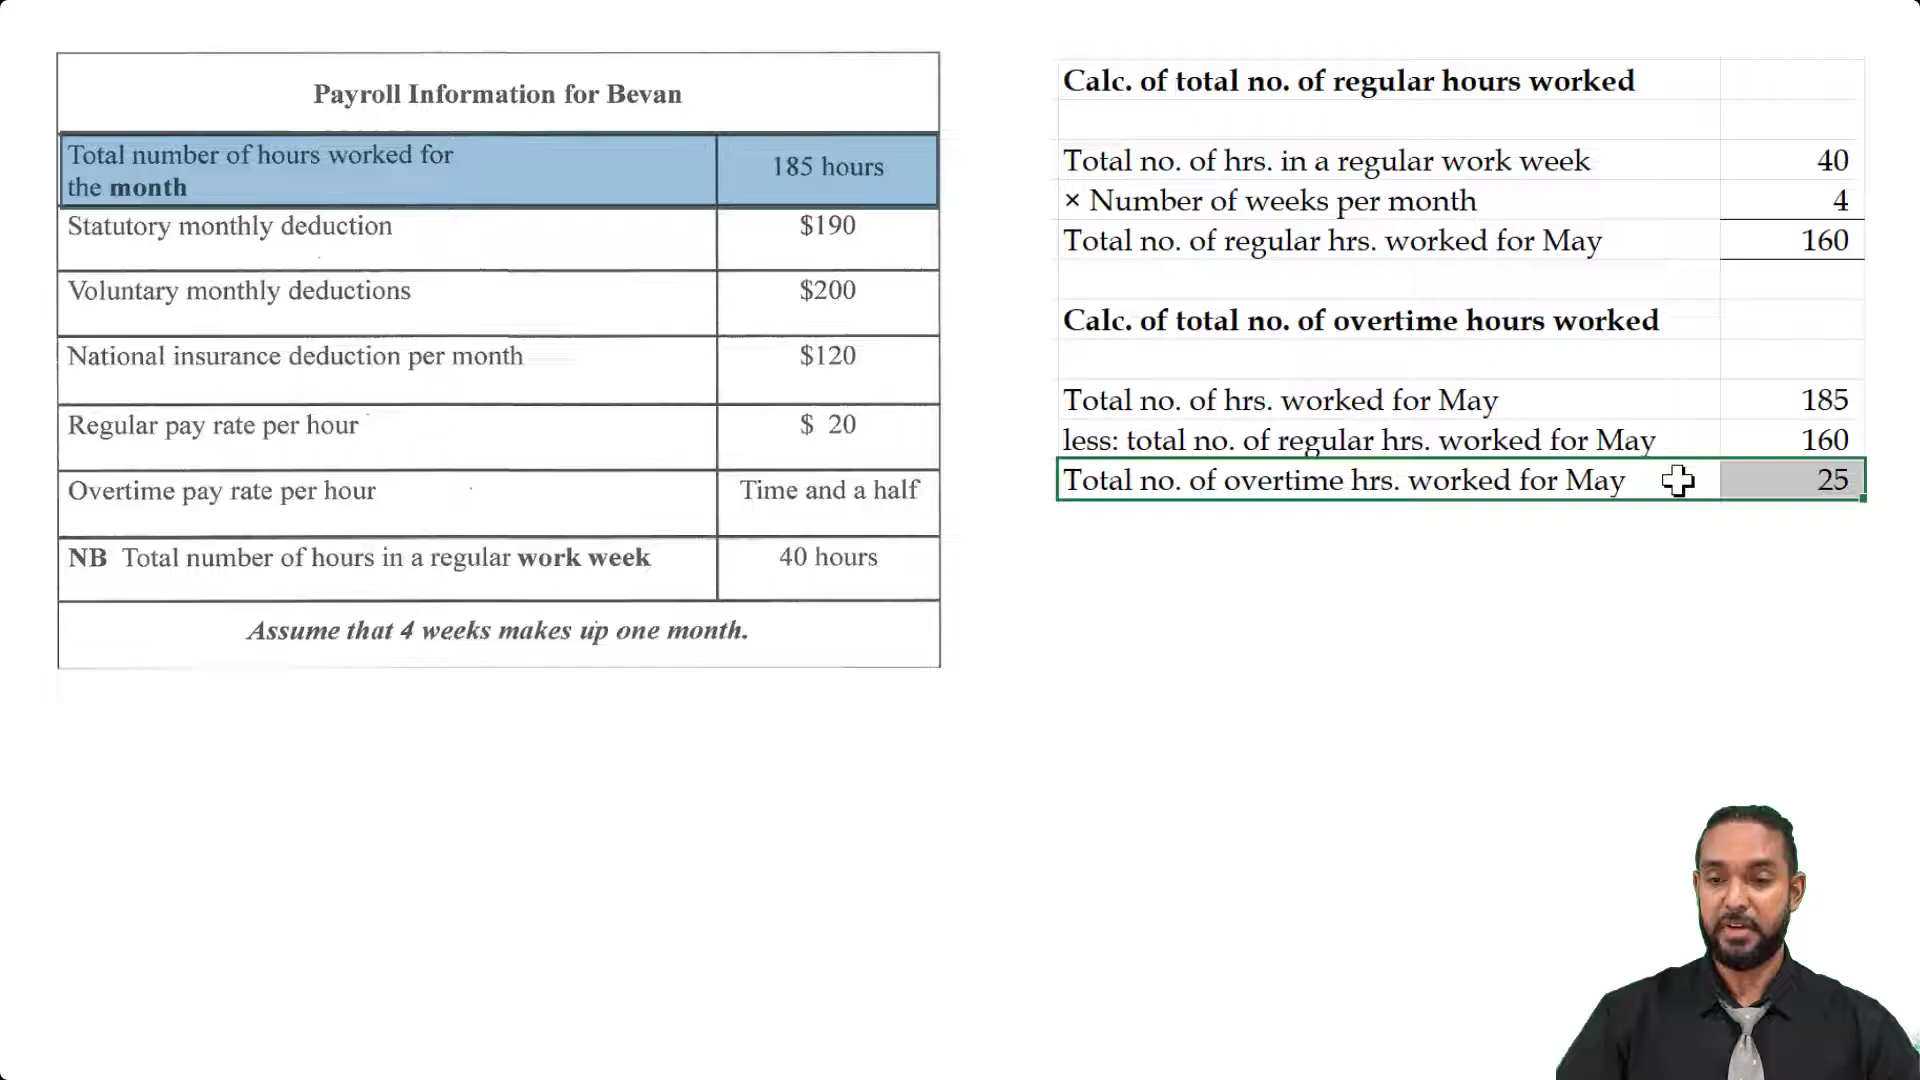 Payroll Information for Bevan
Total number of hours worked for
the month
185 hours
Statutory monthly deduction $190
Voluntary monthly deductions $200
National insurance deduction per month $120
Regular pay rate per hour $ 20
Overtime pay rate per hour Time and a half
NB Total number of hours in a regular work week 40 hours
Assume that 4 weeks makes up one month.
Calc. of total no. of regular hours worked
Total no. of hrs. in a regular work week 40
× Number of weeks per month 4
Total no. of regular hrs. worked for May 160
Calc. of total no. of overtime hours worked
Total no. of hrs. worked for May 185
less: total no. of regular hrs. worked for May 160
Total no. of overtime hrs. worked for May 25